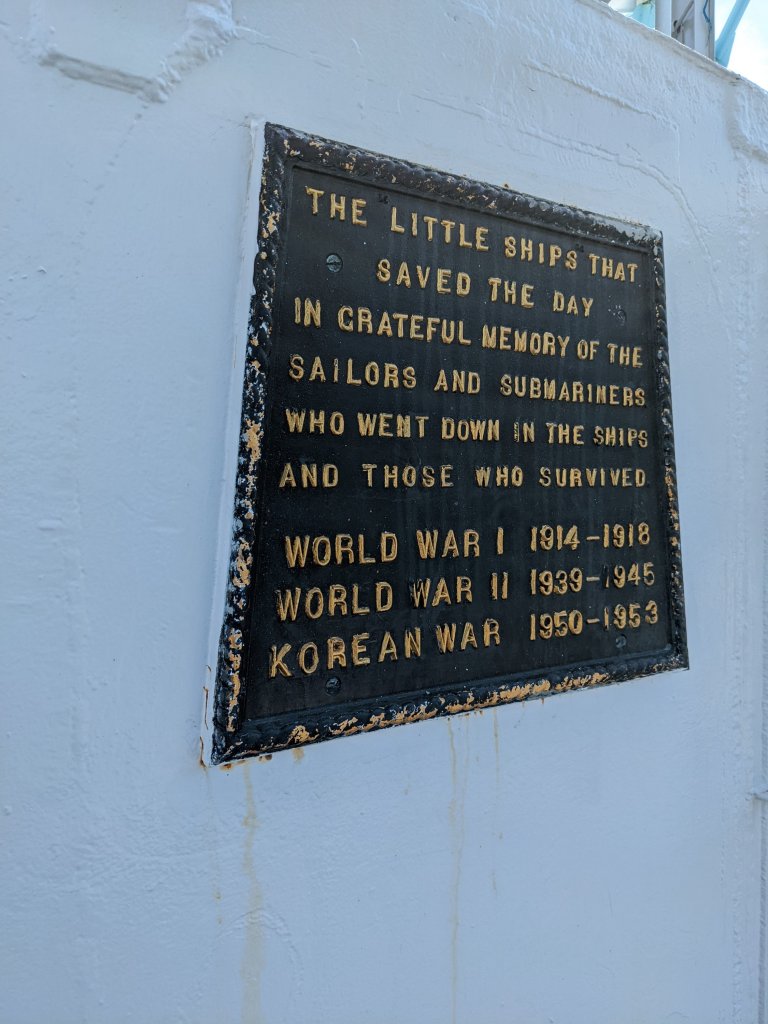 THE LITTLE SHIPS THAT
SAVED THE DAY
IN GRATEFUL MEMORY OF THE
SAILORS AND SUBMARINERS
WHO WENT DOWN IN THE SHIPS
AND THOSE WHO SURVIVED
WORLD WAR I 1914-1918
WORLD WAR II 1939-1945
KOREAN WAR 1950-1953